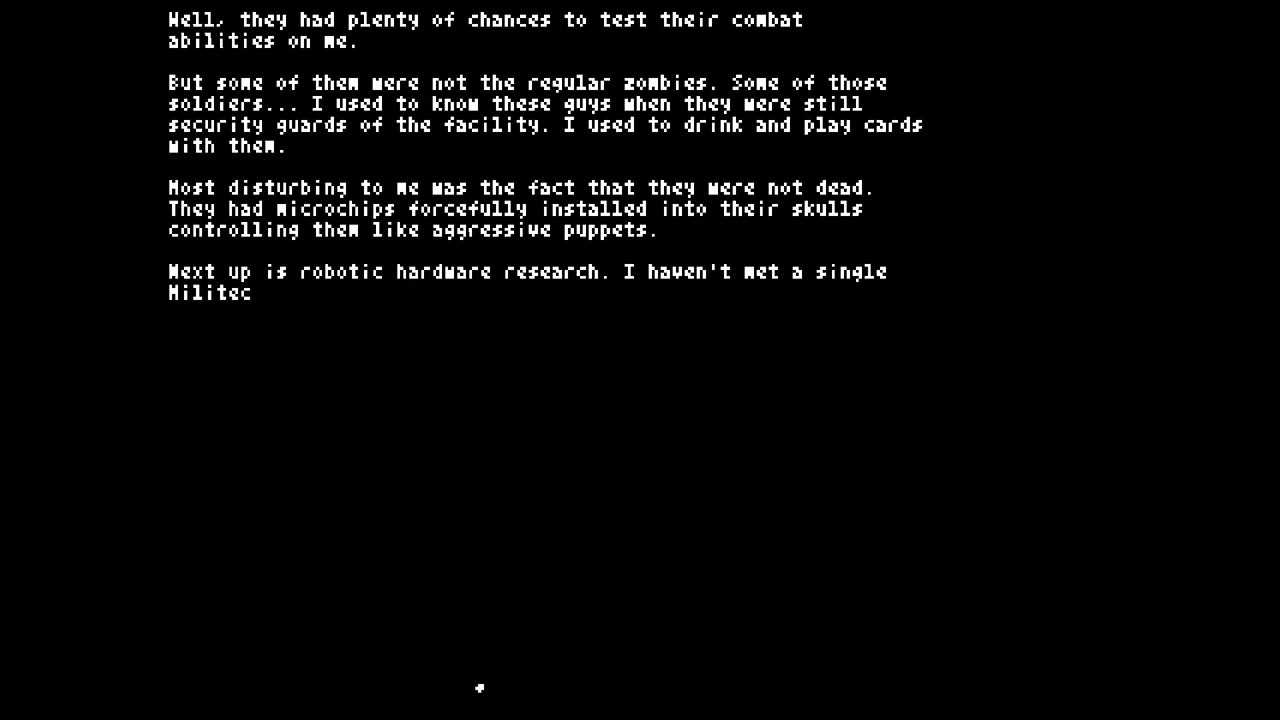 Well, they had plenty of chances to test their combat
abilities on me.
But some of them were not the regular zombies. Some of those
soldiers... I used to know these guys when they were still
security guards of the facility. I used to drink and play cards
with them.
Most disturbing to me was the fact that they were not dead.
They had microchips forcefully installed into their skulls
controlling them like aggressive puppets.
Next up is robotic hardware research. I haven't met a single
Militec